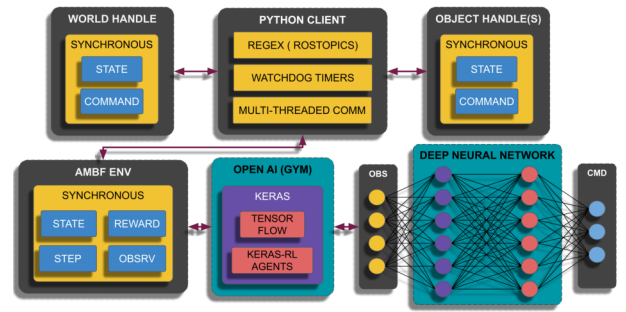 WORLD HANDLE
SYNCHRONOUS
STATE
COMMAND
PYTHON CLIENT
REGEX ( ROSTOPICS)
WATCHDOG TIMERS
MULTI-THREADED COMM
OBJECT HANDLE(S)
SYNCHRONOUS
STATE
COMMAND
AMBF ENV
SYNCHRONOUS
STATE
REWARD
STEP
OBSRV
OPEN AI (GYM)
KERAS
TENSOR
FLOW
KERAS-RL
AGENTS
OBS
DEEP NEURAL NETWORK
CMD